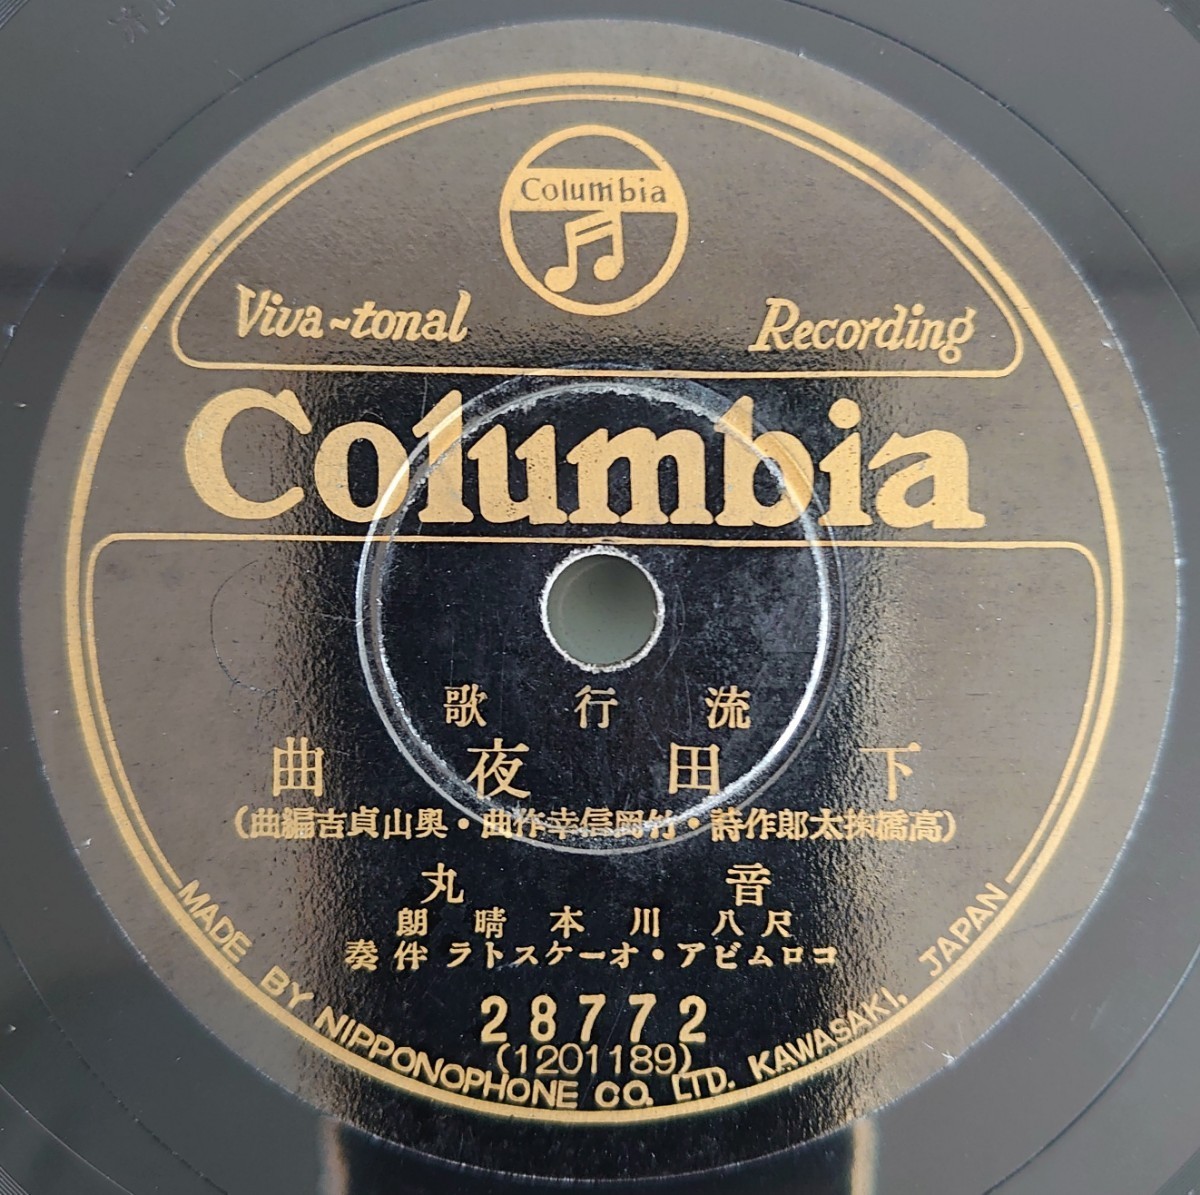 Columbia
Viva-tonal Recording
Columbia
流行歌
下田夜曲
(高橋掬太郎作詩・竹岡信幸作曲・奥山貞吉編曲)
音丸
尺八 川本晴朗
コロムビア・オーケストラ伴奏
28772
(1201189)
MADE BY NIPPONOPHONE CO. LTD. KAWASAKI, JAPAN